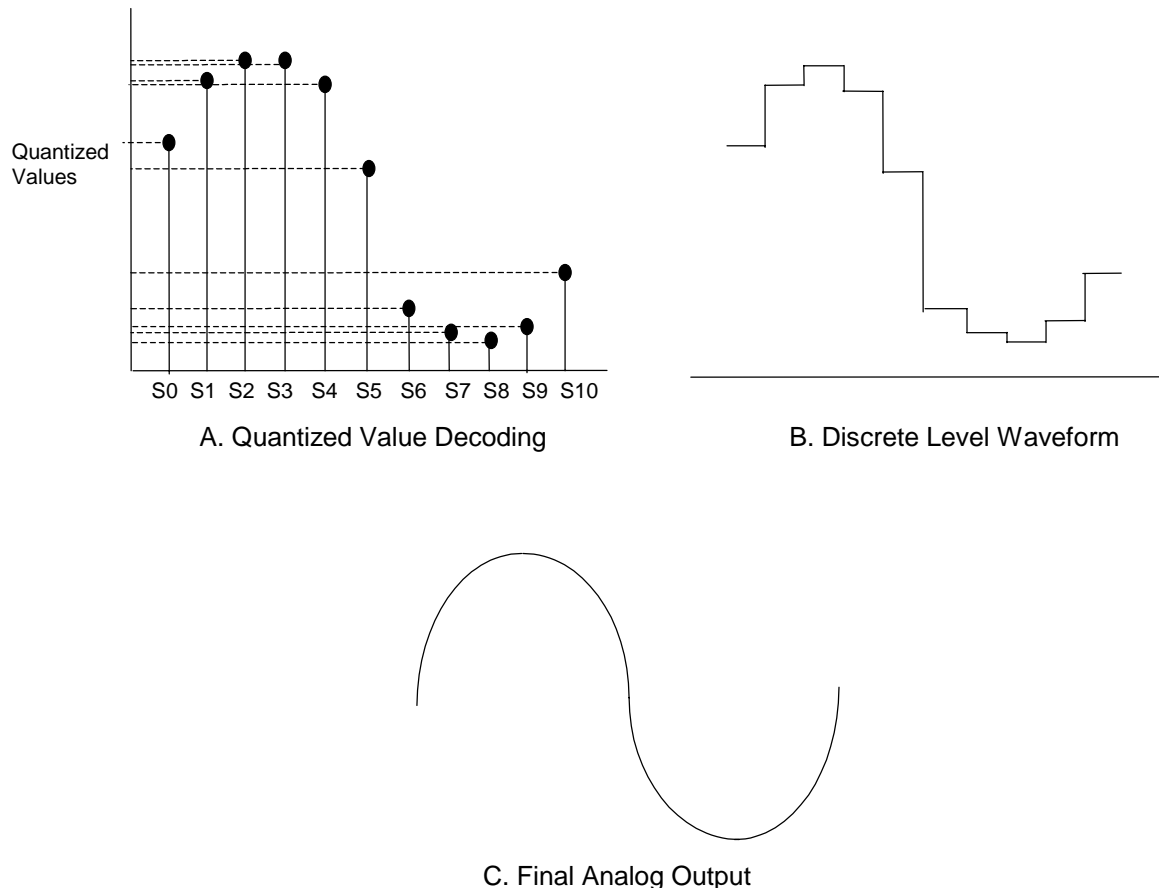 Quantized
Values
S0 S1 S2 S3 S4 S5 S6 S7 S8 S9 S10
A. Quantized Value Decoding
B. Discrete Level Waveform
C. Final Analog Output